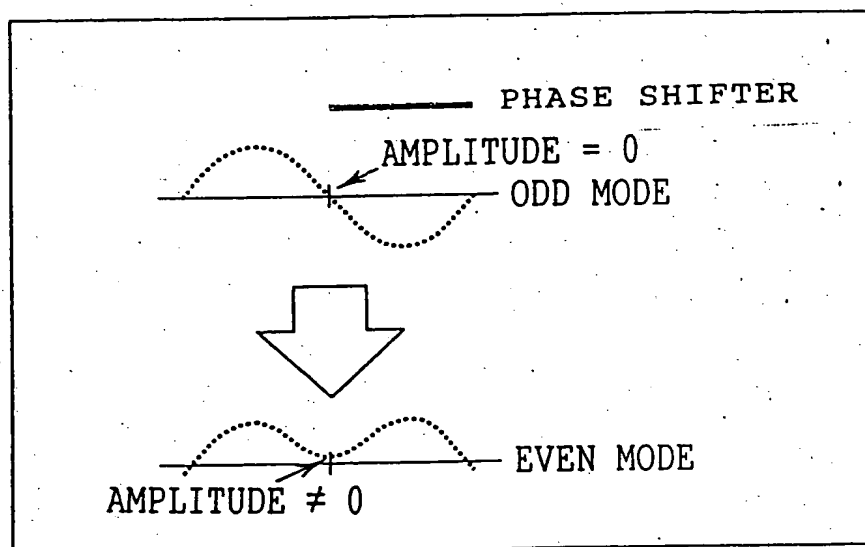 PHASE SHIFTER
AMPLITUDE = 0
ODD MODE
EVEN MODE
AMPLITUDE ≠ 0